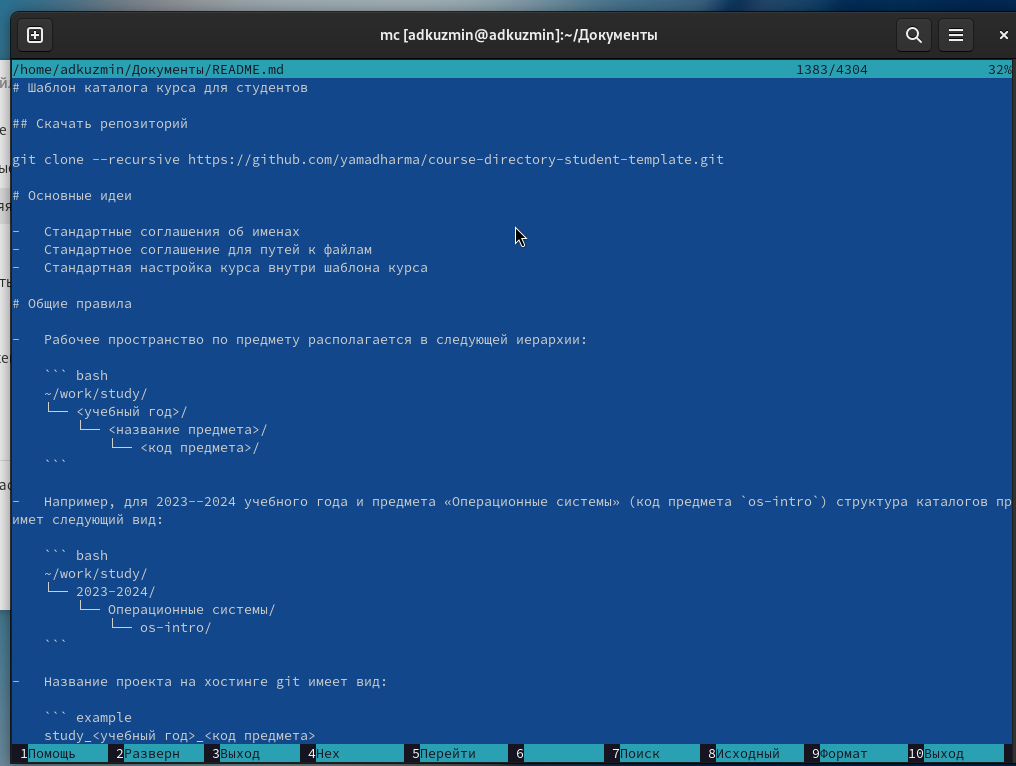 mc [adkuzmin@adkuzmin]:~/Документы
/home/adkuzmin/Документы/README.md 1383/4304 32%
# Шаблон каталога курса для студентов
## Скачать репозиторий
git clone --recursive https://github.com/yamadharma/course-directory-student-template.git
# Основные идеи
-   Стандартные соглашения об именах
-   Стандартное соглашение для путей к файлам
-   Стандартная настройка курса внутри шаблона курса
# Общие правила
-   Рабочее пространство по предмету располагается в следующей иерархии:
    ``` bash
    ~/work/study/
    └── <учебный год>/
        └── <название предмета>/
            └── <код предмета>/
    ```
-   Например, для 2023--2024 учебного года и предмета «Операционные системы» (код предмета `os-intro`) структура каталогов пр
имет следующий вид:
    ``` bash
    ~/work/study/
    └── 2023-2024/
        └── Операционные системы/
            └── os-intro/
    ```
-   Название проекта на хостинге git имеет вид:
    ``` example
    study_<учебный год>_<код предмета>
1Помощь 2Разверн 3Выход 4Hex 5Перейти 6 7Поиск 8Исходный 9Формат 10Выход